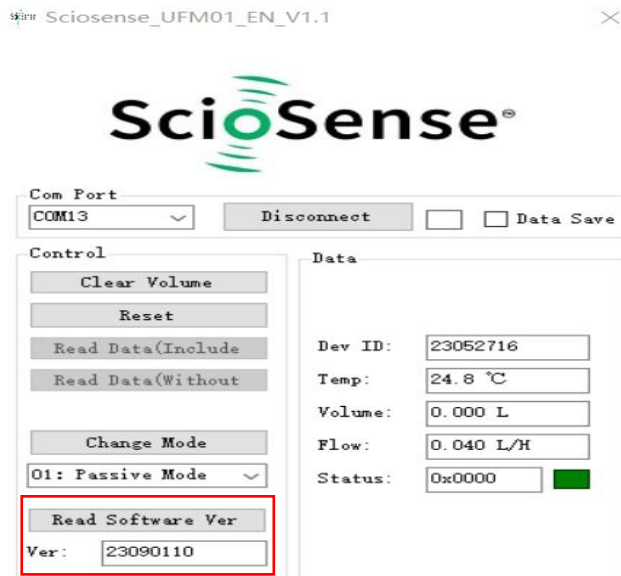 Sciosense_UFM01_EN_V1.1
ScioSense
Com Port
COM13
Disconnect
Data Save
Control
Clear Volume
Reset
Read Data(Include
Read Data(Without
Change Mode
01: Passive Mode
Read Software Ver
Ver: 23090110
Data
Dev ID: 23052716
Temp: 24.8 ℃
Volume: 0.000 L
Flow: 0.040 L/H
Status: 0x0000